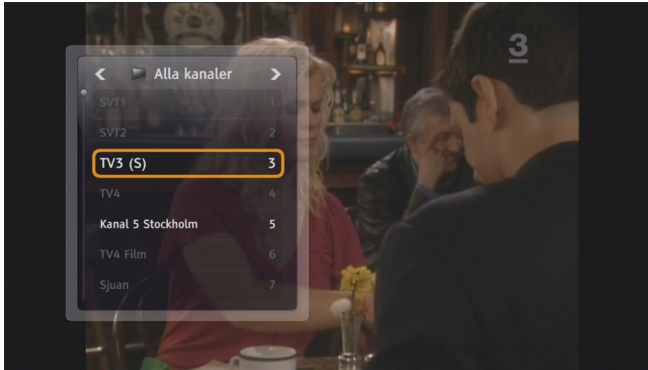 3
Alla kanaler
SVT1 1
SVT2 2
TV3 (S) 3
TV4 4
Kanal 5 Stockholm 5
TV4 Film 6
Sjuan 7